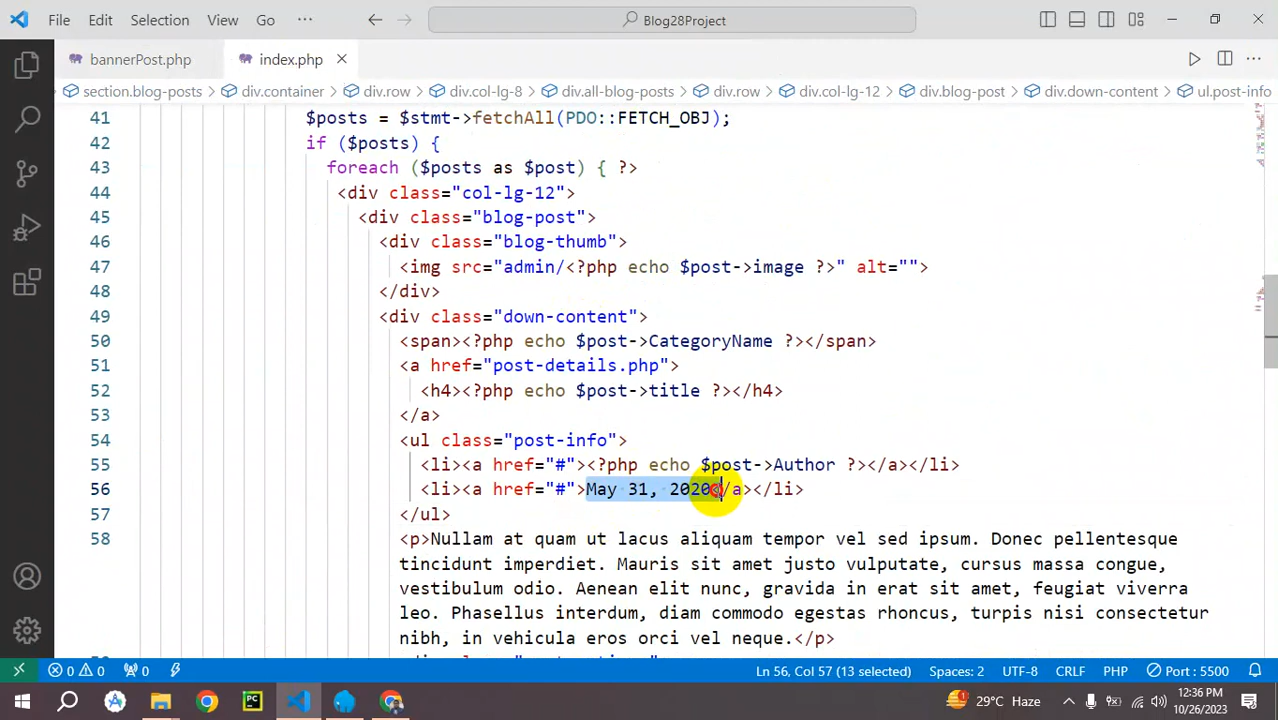 File Edit Selection View Go ··· Blog28Project
bannerPost.php index.php
section.blog-posts > div.container > div.row > div.col-lg-8 > div.all-blog-posts > div.row > div.col-lg-12 > div.blog-post > div.down-content > ul.post-info
41 $posts = $stmt->fetchAll(PDO::FETCH_OBJ);
42 if ($posts) {
43 foreach ($posts as $post) { ?>
44 <div class="col-lg-12">
45 <div class="blog-post">
46 <div class="blog-thumb">
47 <img src="admin/<?php echo $post->image ?>" alt="">
48 </div>
49 <div class="down-content">
50 <span><?php echo $post->CategoryName ?></span>
51 <a href="post-details.php">
52 <h4><?php echo $post->title ?></h4>
53 </a>
54 <ul class="post-info">
55 <li><a href="#"><?php echo $post->Author ?></a></li>
56 <li><a href="#">May 31, 2020</a></li>
57 </ul>
58 <p>Nullam at quam ut lacus aliquam tempor vel sed ipsum. Donec pellentesque
tincidunt imperdiet. Mauris sit amet justo vulputate, cursus massa congue,
vestibulum odio. Aenean elit nunc, gravida in erat sit amet, feugiat viverra
leo. Phasellus interdum, diam commodo egestas rhoncus, turpis nisi consectetur
nibh, in vehicula eros orci vel neque.</p>
0 0 0 Ln 56, Col 57 (13 selected) Spaces: 2 UTF-8 CRLF PHP Port : 5500
PC 1 29°C Haze 12:36 PM
10/26/2023